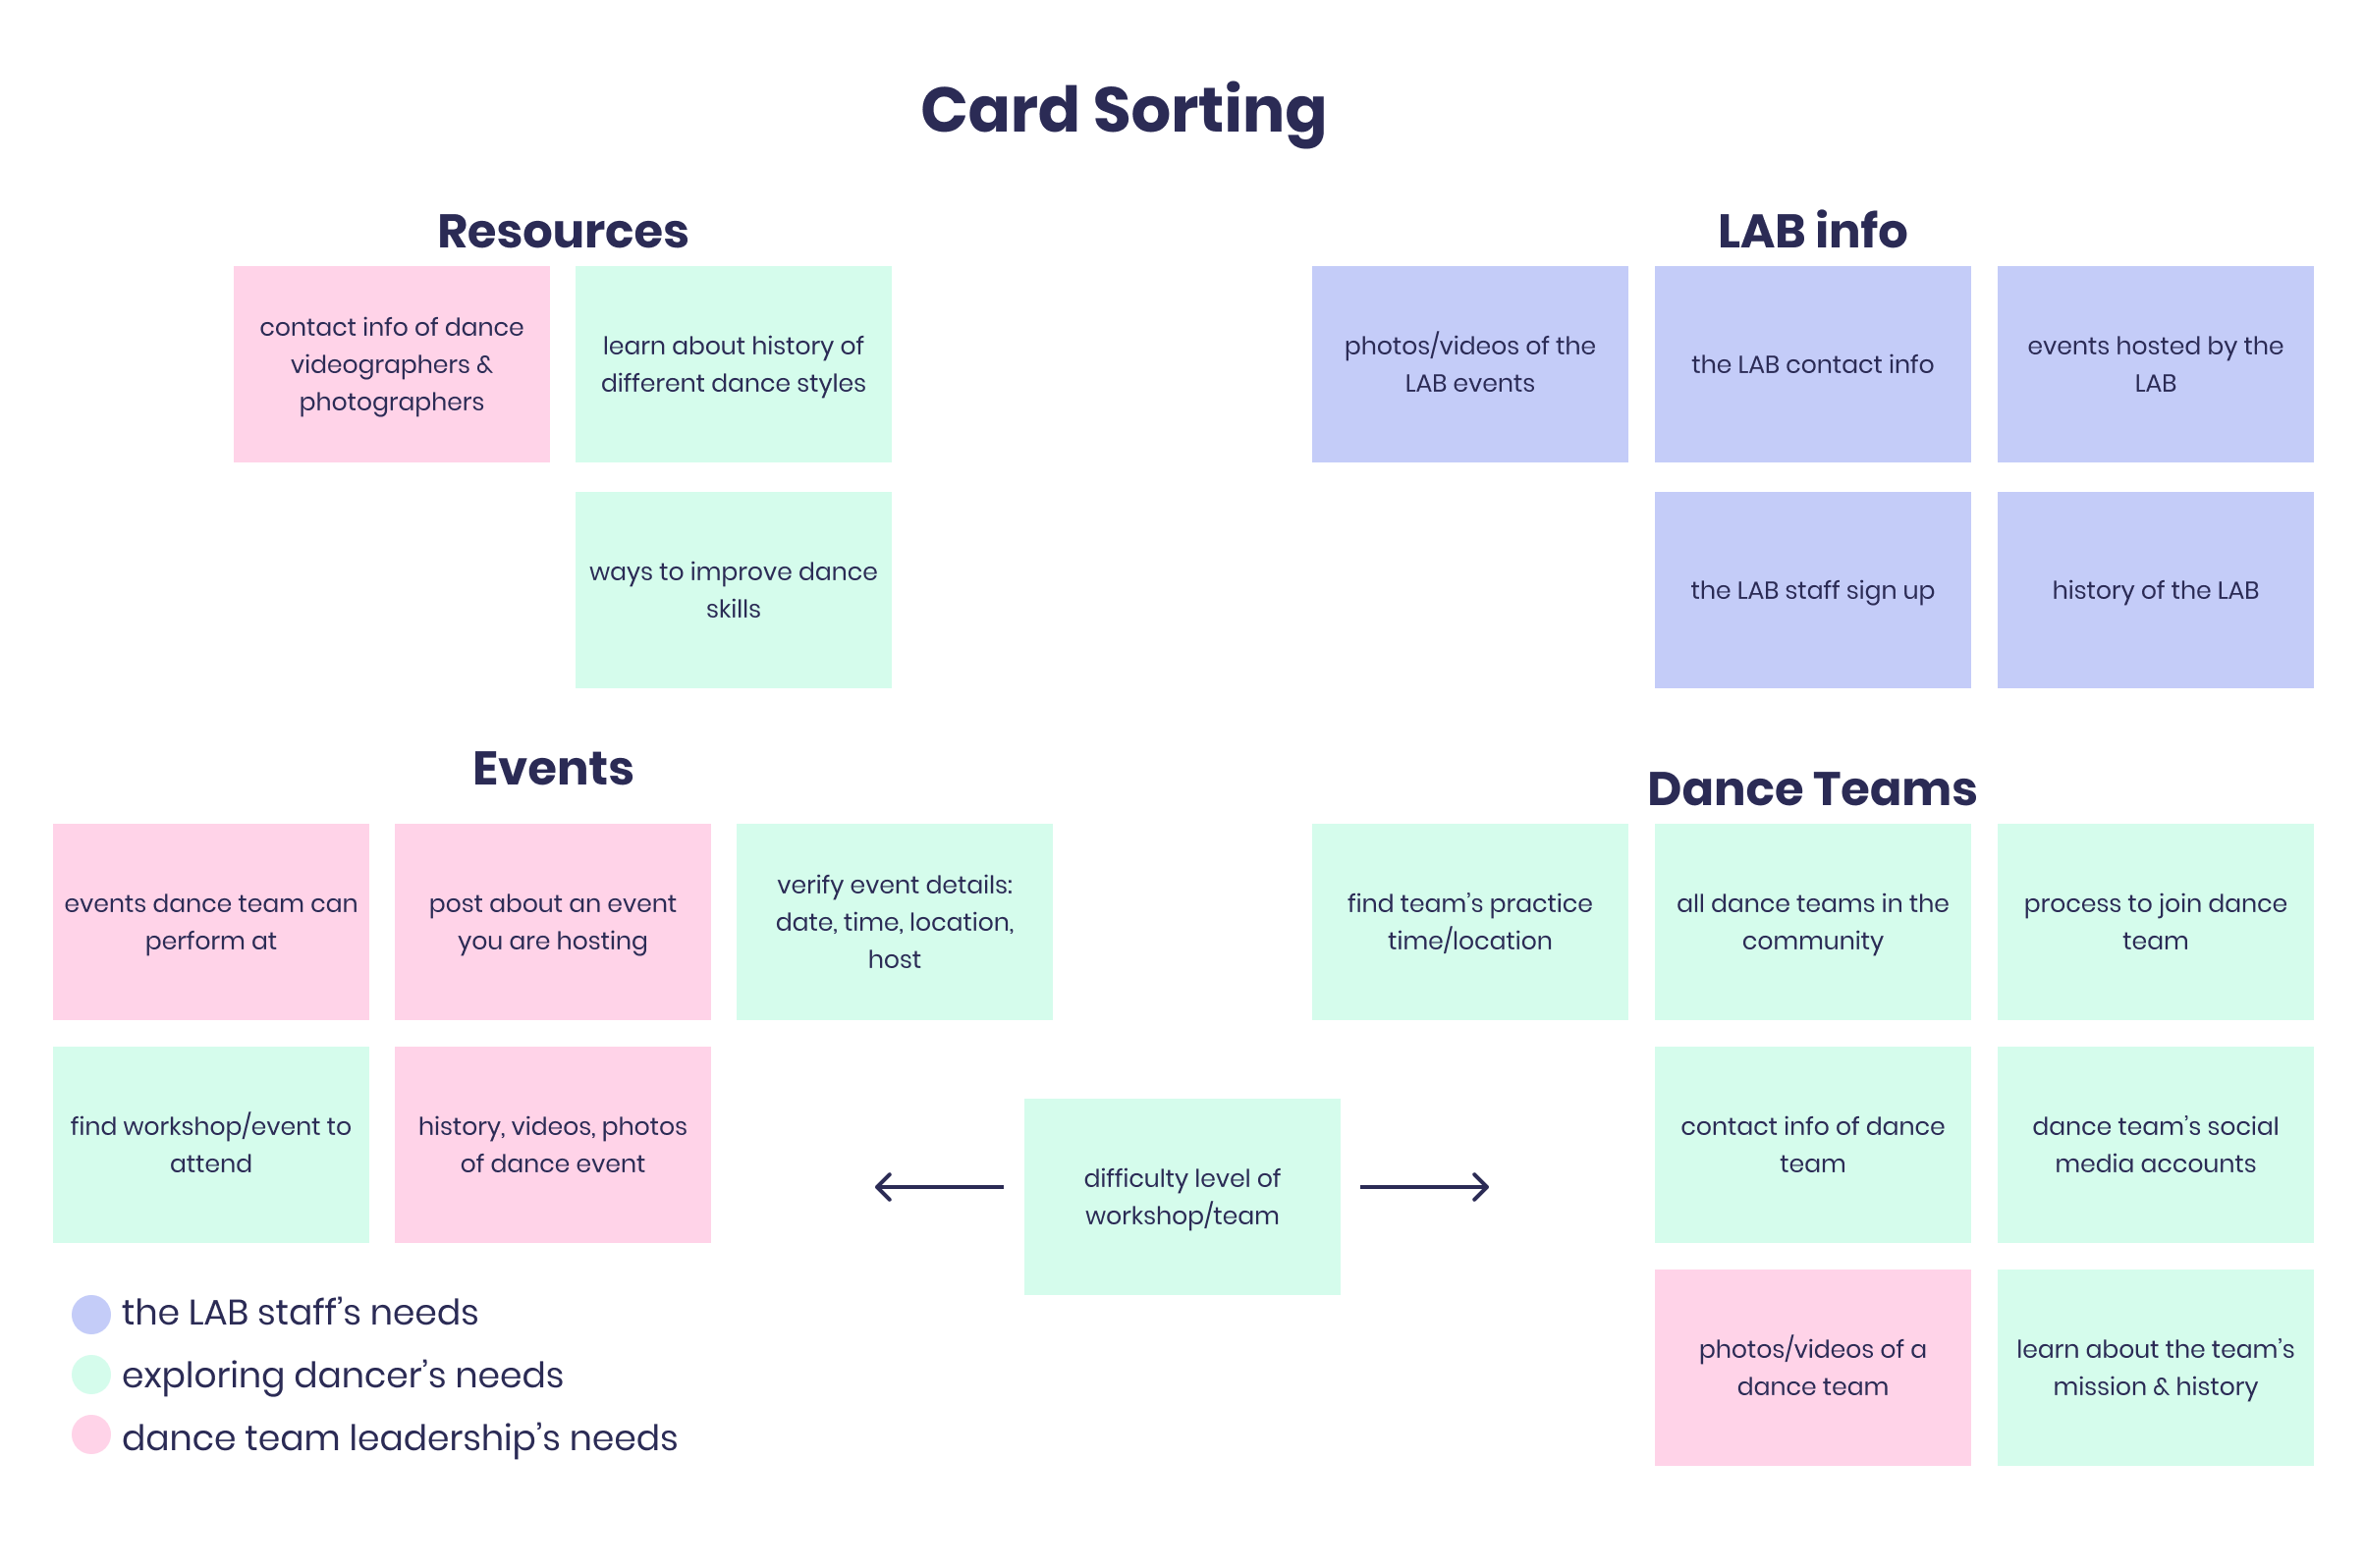 Card Sorting
Resources
contact info of dance
videographers &
photographers
learn about history of
different dance styles
ways to improve dance
skills
LAB info
photos/videos of the
LAB events
the LAB contact info
events hosted by the
LAB
the LAB staff sign up
history of the LAB
Events
events dance team can
perform at
post about an event
you are hosting
verify event details:
date, time, location,
host
find workshop/event to
attend
history, videos, photos
of dance event
difficulty level of
workshop/team
Dance Teams
find team’s practice
time/location
all dance teams in the
community
process to join dance
team
contact info of dance
team
dance team’s social
media accounts
photos/videos of a
dance team
learn about the team’s
mission & history
the LAB staff’s needs
exploring dancer’s needs
dance team leadership’s needs